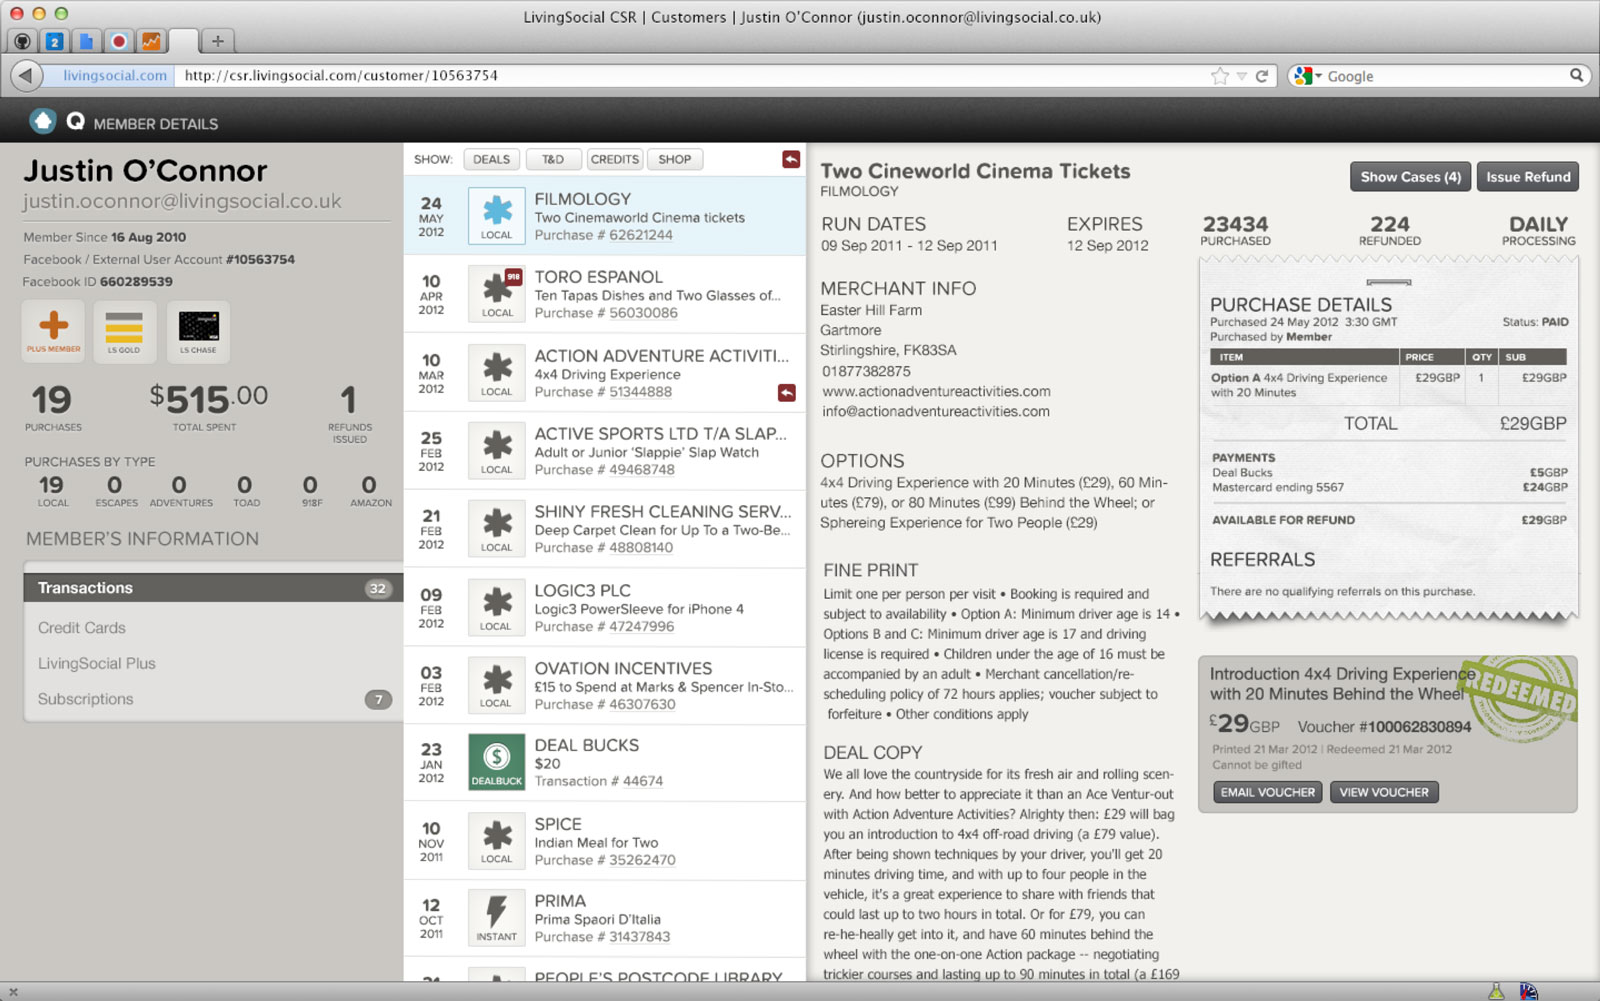 LivingSocial CSR | Customers | Justin O'Connor (justin.oconnor@livingsocial.co.uk)
2
livingsocial.com
http://csr.livingsocial.com/customer/10563754
Google
Q MEMBER DETAILS
Justin O'Connor
justin.oconnor@livingsocial.co.uk
Member Since 16 Aug 2010
Facebook / External User Account #10563754
Facebook ID 660289539
PLUS MEMBER
LS GOLD
VISA
LS CHASE
19
PURCHASES
$515.00
TOTAL SPENT
1
REFUNDS
ISSUED
PURCHASES BY TYPE
19 0 0 0 0 0
LOCAL ESCAPES ADVENTURES TOAD 918F AMAZON
MEMBER'S INFORMATION
Transactions 32
Credit Cards
LivingSocial Plus
Subscriptions 7
SHOW: DEALS T&D CREDITS SHOP
24
MAY
2012
LOCAL
FILMOLOGY
Two Cinemaworld Cinema tickets
Purchase # 62621244
10
APR
2012
918
LOCAL
TORO ESPANOL
Ten Tapas Dishes and Two Glasses of...
Purchase # 56030086
10
MAR
2012
LOCAL
ACTION ADVENTURE ACTIVITI...
4x4 Driving Experience
Purchase # 51344888
25
FEB
2012
LOCAL
ACTIVE SPORTS LTD T/A SLAP...
Adult or Junior 'Slappie' Slap Watch
Purchase # 49468748
21
FEB
2012
LOCAL
SHINY FRESH CLEANING SERV...
Deep Carpet Clean for Up to a Two-Be...
Purchase # 48808140
09
FEB
2012
LOCAL
LOGIC3 PLC
Logic3 PowerSleeve for iPhone 4
Purchase # 47247996
03
FEB
2012
LOCAL
OVATION INCENTIVES
£15 to Spend at Marks & Spencer In-Sto...
Purchase # 46307630
23
JAN
2012
$
DEALBUCK
DEAL BUCKS
$20
Transaction # 44674
10
NOV
2011
LOCAL
SPICE
Indian Meal for Two
Purchase # 35262470
12
OCT
2011
INSTANT
PRIMA
Prima Spaori D'Italia
Purchase # 31437843
PEOPLE'S POSTCODE LIBRARY
Two Cineworld Cinema Tickets
FILMOLOGY
RUN DATES
09 Sep 2011 - 12 Sep 2011
EXPIRES
12 Sep 2012
MERCHANT INFO
Easter Hill Farm
Gartmore
Stirlingshire, FK83SA
01877382875
www.actionadventureactivities.com
info@actionadventureactivities.com
OPTIONS
4x4 Driving Experience with 20 Minutes (£29), 60 Min-
utes (£79), or 80 Minutes (£99) Behind the Wheel; or
Sphereing Experience for Two People (£29)
FINE PRINT
Limit one per person per visit • Booking is required and
subject to availability • Option A: Minimum driver age is 14 •
Options B and C: Minimum driver age is 17 and driving
license is required • Children under the age of 16 must be
accompanied by an adult • Merchant cancellation/re-
scheduling policy of 72 hours applies; voucher subject to
forfeiture • Other conditions apply
DEAL COPY
We all love the countryside for its fresh air and rolling scen-
ery. And how better to appreciate it than an Ace Ventur-out
with Action Adventure Activities? Alrighty then: £29 will bag
you an introduction to 4x4 off-road driving (a £79 value).
After being shown techniques by your driver, you'll get 20
minutes driving time, and with up to four people in the
vehicle, it's a great experience to share with friends that
could last up to two hours in total. Or for £79, you can
re-he-heally get into it, and have 60 minutes behind the
wheel with the one-on-one Action package -- negotiating
trickier courses and lasting up to 90 minutes in total (a £169
Show Cases (4)
Issue Refund
23434
PURCHASED
224
REFUNDED
DAILY
PROCESSING
PURCHASE DETAILS
Purchased 24 May 2012 3:30 GMT
Status: PAID
Purchased by Member
ITEM PRICE QTY SUB
Option A 4x4 Driving Experience £29GBP 1 £29GBP
with 20 Minutes
TOTAL £29GBP
PAYMENTS
Deal Bucks £5GBP
Mastercard ending 5567 £24GBP
AVAILABLE FOR REFUND £29GBP
REFERRALS
There are no qualifying referrals on this purchase.
Introduction 4x4 Driving Experience
with 20 Minutes Behind the Wheel
REDEEMED
£29GBP Voucher #100062830894
Printed 21 Mar 2012 | Redeemed 21 Mar 2012
Cannot be gifted
EMAIL VOUCHER
VIEW VOUCHER